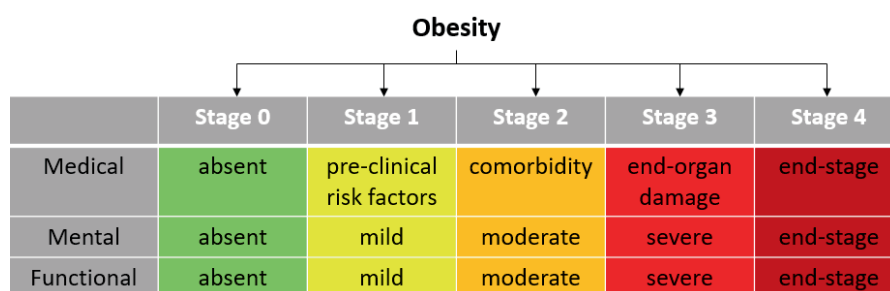 Obesity
Stage 0 Stage 1 Stage 2 Stage 3 Stage 4
Medical absent pre-clinical risk factors comorbidity end-organ damage end-stage
Mental absent mild moderate severe end-stage
Functional absent mild moderate severe end-stage